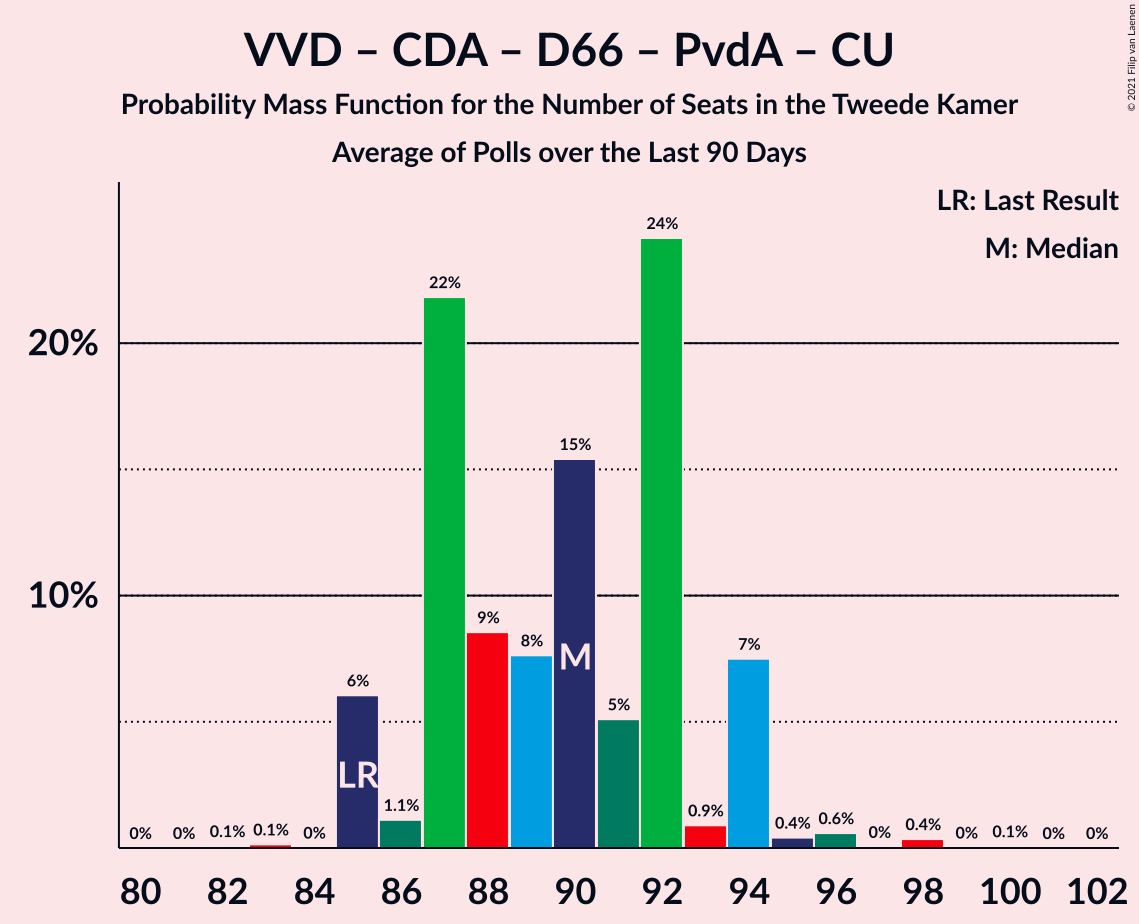 VVD – CDA – D66 – PvdA – CU
Probability Mass Function for the Number of Seats in the Tweede Kamer
Average of Polls over the Last 90 Days
© 2021 Filip van Laenen
LR: Last Result
M: Median
20%
10%
0%
0%
0.1%
0.1%
0%
6%
1.1%
22%
9%
8%
15%
5%
24%
0.9%
7%
0.4%
0.6%
0%
0.4%
0%
0.1%
0%
0%
LR
M
80 82 84 86 88 90 92 94 96 98 100 102